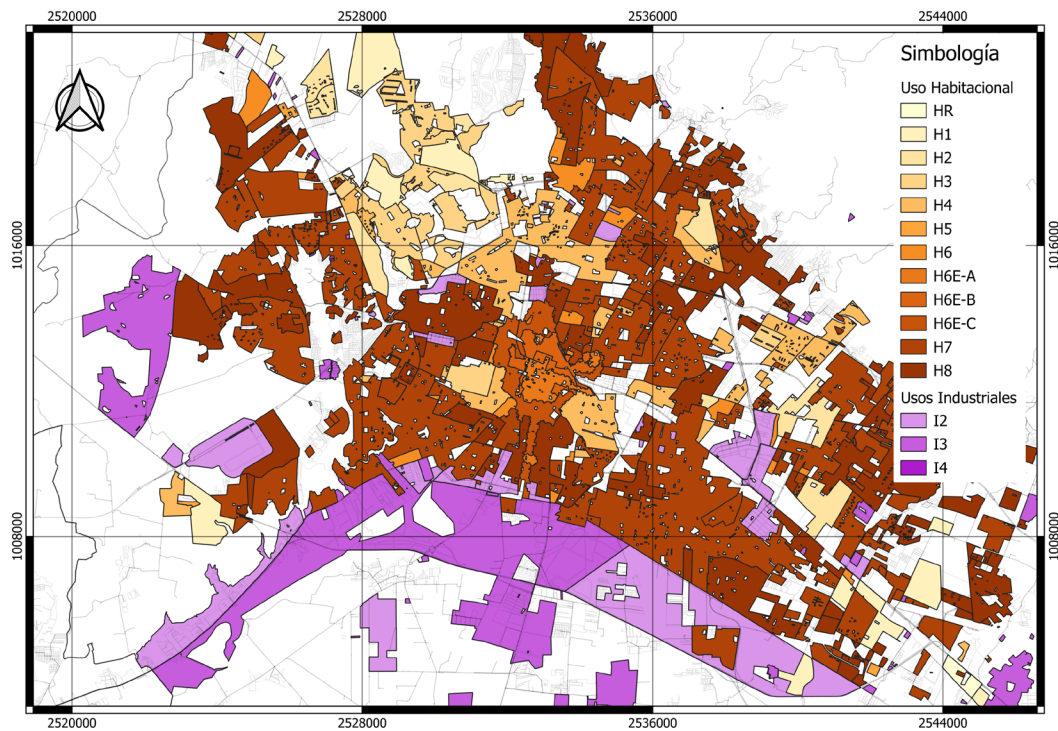 2520000
2528000
2536000
2544000
Simbología
Uso Habitacional
HR
H1
H2
H3
H4
H5
H6
H6E-A
H6E-B
H6E-C
H7
H8
Usos Industriales
I2
I3
I4
1016000
1016000
1008000
1008000
2520000
2528000
2536000
2544000